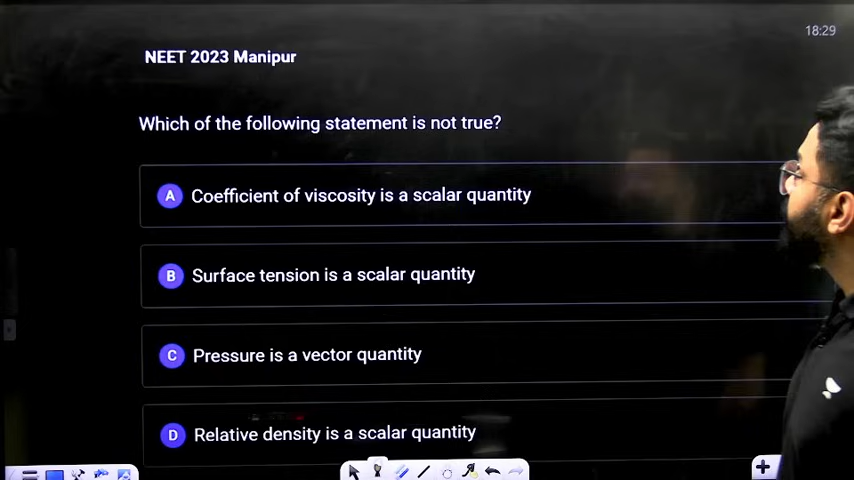 18:29
NEET 2023 Manipur
Which of the following statement is not true?
A Coefficient of viscosity is a scalar quantity
B Surface tension is a scalar quantity
C Pressure is a vector quantity
D Relative density is a scalar quantity